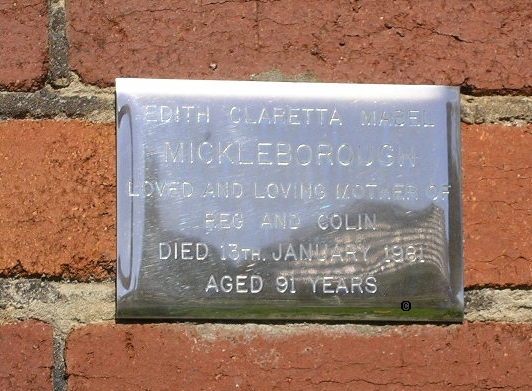 EDITH CLARETTA MABEL
MICKLEBOROUGH
LOVED AND LOVING MOTHER OF
REG AND COLIN
DIED 13TH. JANUARY 1981
AGED 91 YEARS